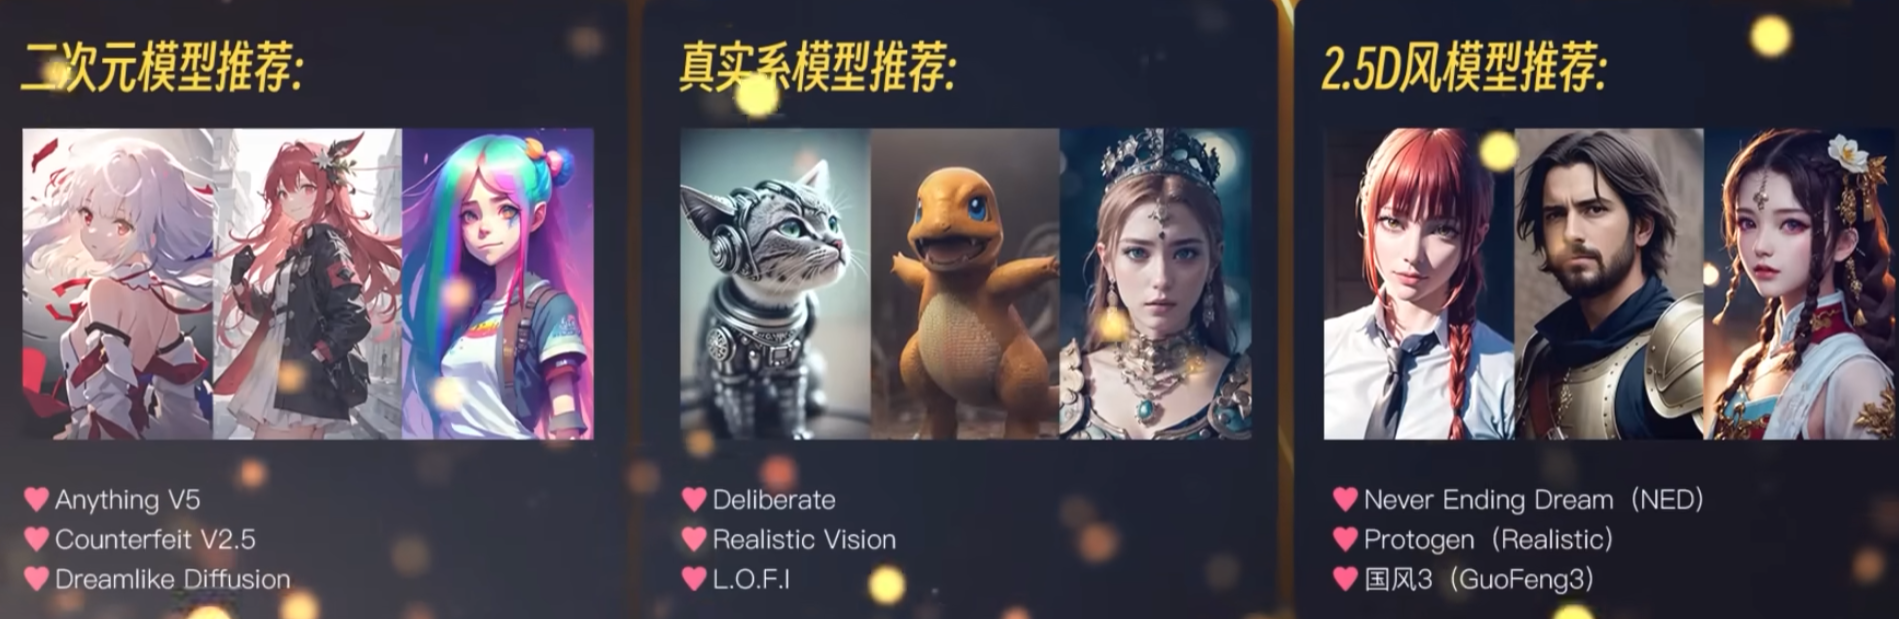 二次元模型推荐:
Anything V5
Counterfeit V2.5
Dreamlike Diffusion
真实系模型推荐:
Deliberate
Realistic Vision
L.O.F.I
2.5D风模型推荐:
Never Ending Dream（NED）
Protogen（Realistic）
国风3（GuoFeng3）